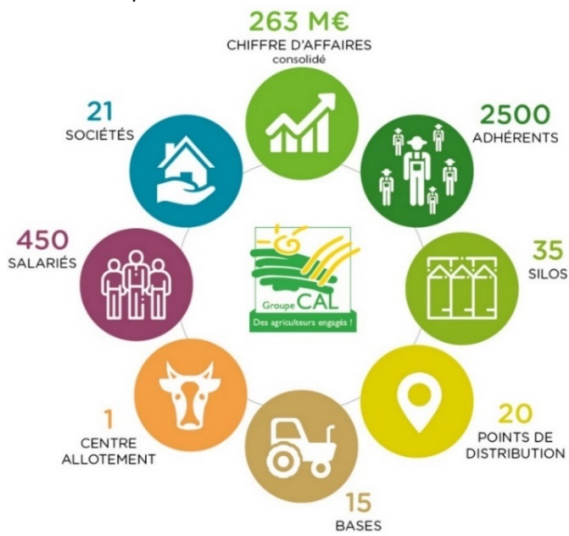 263 M€
CHIFFRE D'AFFAIRES
consolidé
2500
ADHÉRENTS
35
SILOS
20
POINTS DE
DISTRIBUTION
15
BASES
1
CENTRE
ALLOTEMENT
450
SALARIÉS
21
SOCIÉTÉS
Groupe CAL
Des agriculteurs engagés !